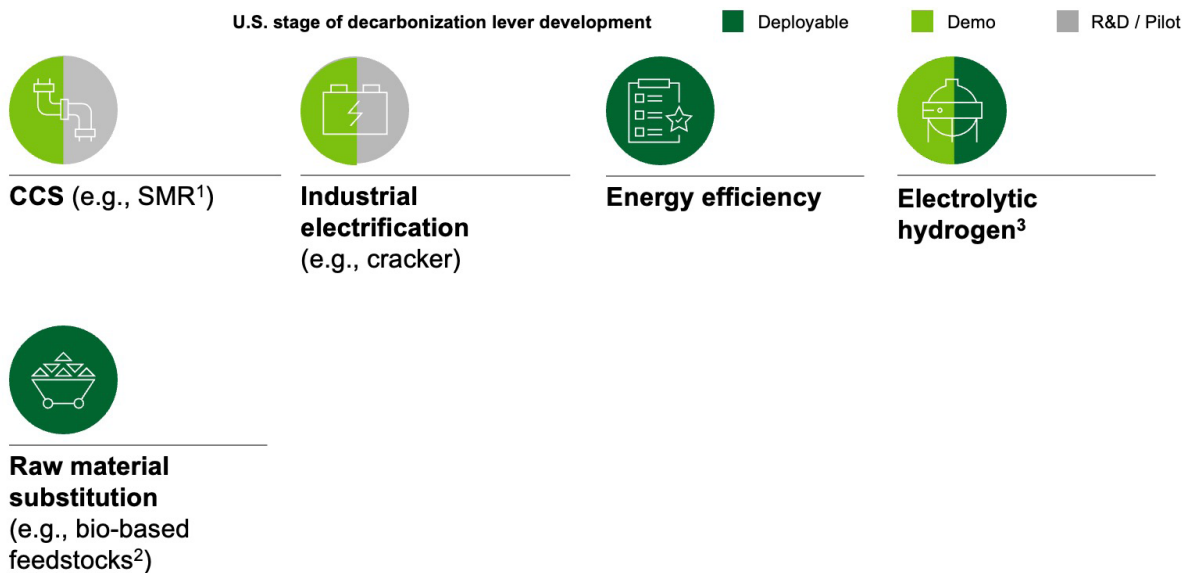 U.S. stage of decarbonization lever development
Deployable
Demo
R&D / Pilot
CCS (e.g., SMR¹)
Industrial
electrification
(e.g., cracker)
Energy efficiency
Electrolytic
hydrogen³
Raw material
substitution
(e.g., bio-based
feedstocks²)